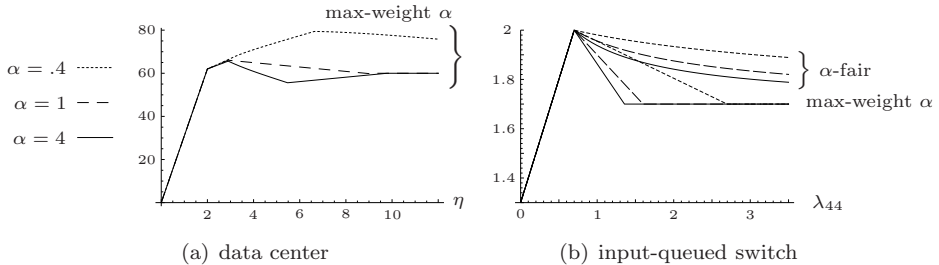 max-weight α
80
60
40
20
2 4 6 8 10
η
α = .4
α = 1
α = 4
(a) data center
2
1.8
1.6
1.4
0 1 2 3
λ44
α-fair
max-weight α
(b) input-queued switch